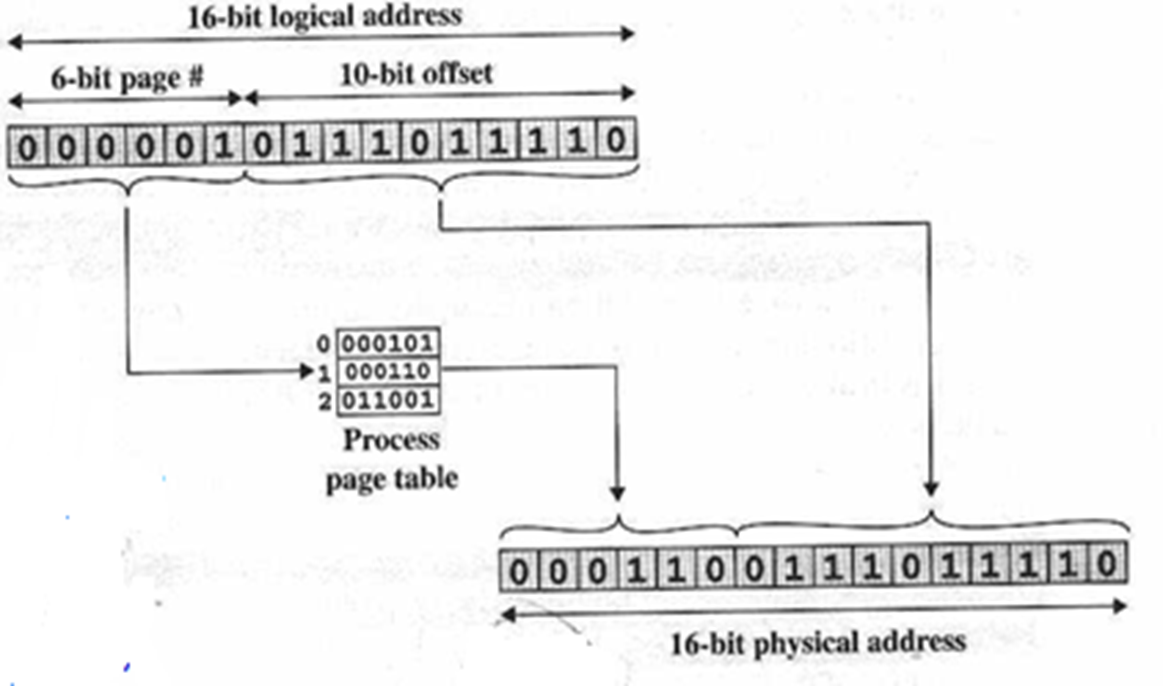 16-bit logical address
6-bit page # 10-bit offset
0 0 0 0 0 1 0 1 1 1 0 1 1 1 1 0
0 000101
1 000110
2 011001
Process
page table
0 0 0 1 1 0 0 1 1 1 0 1 1 1 1 0
16-bit physical address